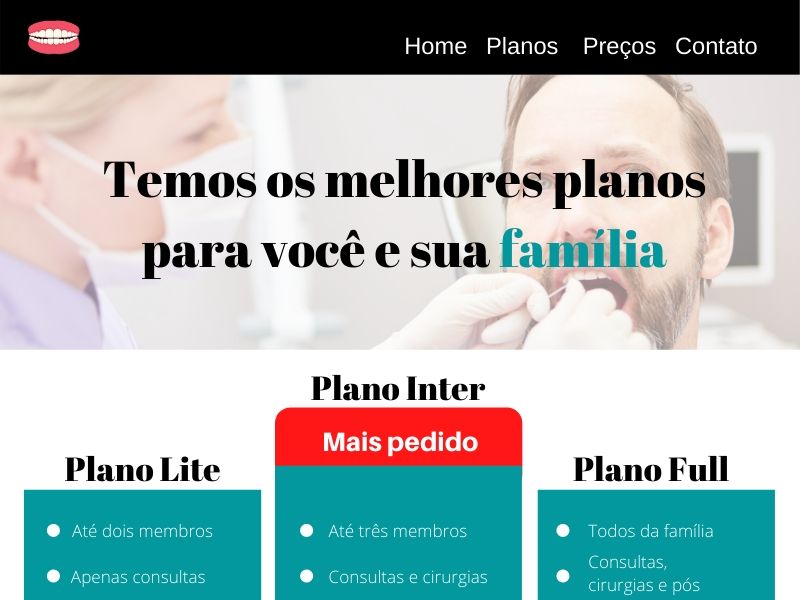 Home Planos Preços Contato
Temos os melhores planos
para você e sua família
Plano Inter
Mais pedido
Plano Lite
Plano Full
Até dois membros
Apenas consultas
Até três membros
Consultas e cirurgias
Todos da família
Consultas,
cirurgias e pós